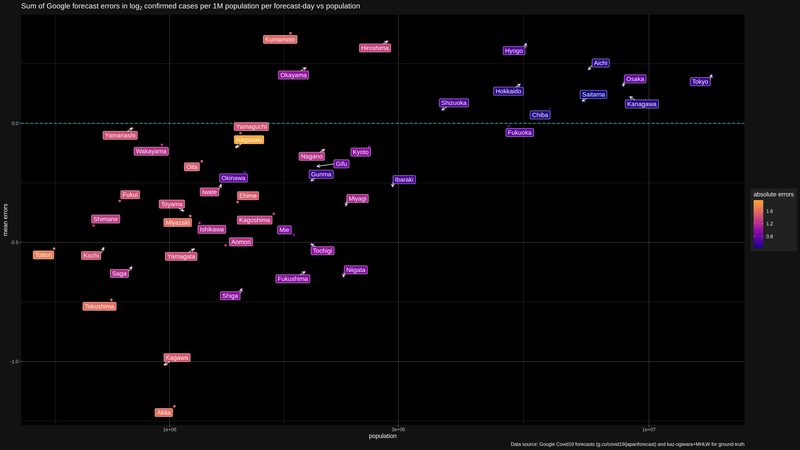 Sum of Google forecast errors in log2 confirmed cases per 1M population per forecast-day vs population
Kumamoto
Hiroshima
Hyogo
Okayama
Aichi
Osaka
Tokyo
Hokkaido
Saitama
Shizuoka
Kanagawa
Chiba
0.0
Yamaguchi
Fukuoka
Yamanashi
Nagasaki
Wakayama
Kyoto
Nagano
Gifu
Oita
Gunma
Okinawa
Ibaraki
Iwate
Fukui
Ehime
Miyagi
Toyama
Shimane
Miyazaki
Kagoshima
Ishikawa
Mie
mean errors
-0.5
Aomori
Tochigi
Tottori
Kochi
Yamagata
Saga
Niigata
Fukushima
Shiga
Tokushima
-1.0
Kagawa
Akita
absolute errors
1.6
1.2
0.8
1e+06
3e+06
1e+07
population
Data source: Google Covid19 forecasts (g.co/covid19/japanforecast) and kaz-ogiwara+MHLW for ground-truth